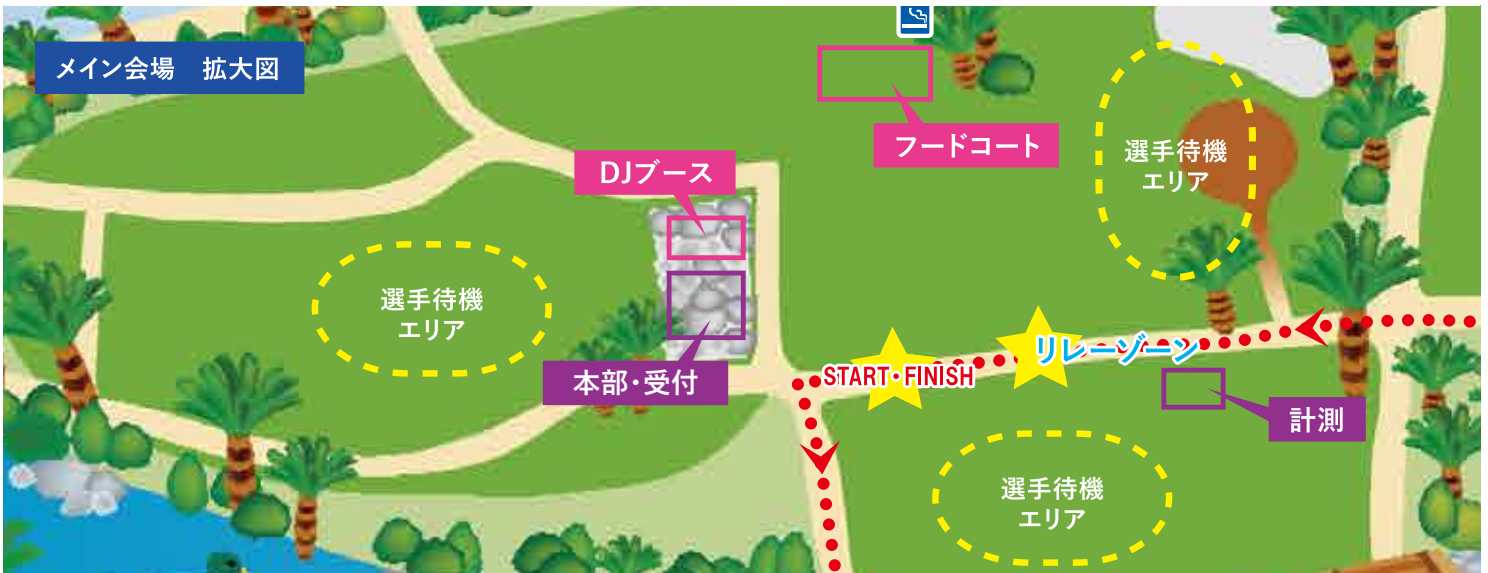 メイン会場　拡大図
フードコート
DJブース
選手待機
エリア
選手待機
エリア
本部・受付
START・FINISH
リレーゾーン
計測
選手待機
エリア